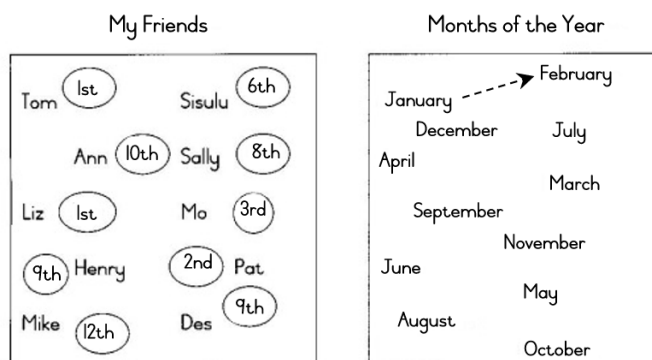 My Friends
Tom 1st
Sisulu 6th
Ann 10th
Sally 8th
Liz 1st
Mo 3rd
9th Henry
2nd Pat
Mike 12th
Des 9th
Months of the Year
February
January
December
July
April
March
September
November
June
May
August
October